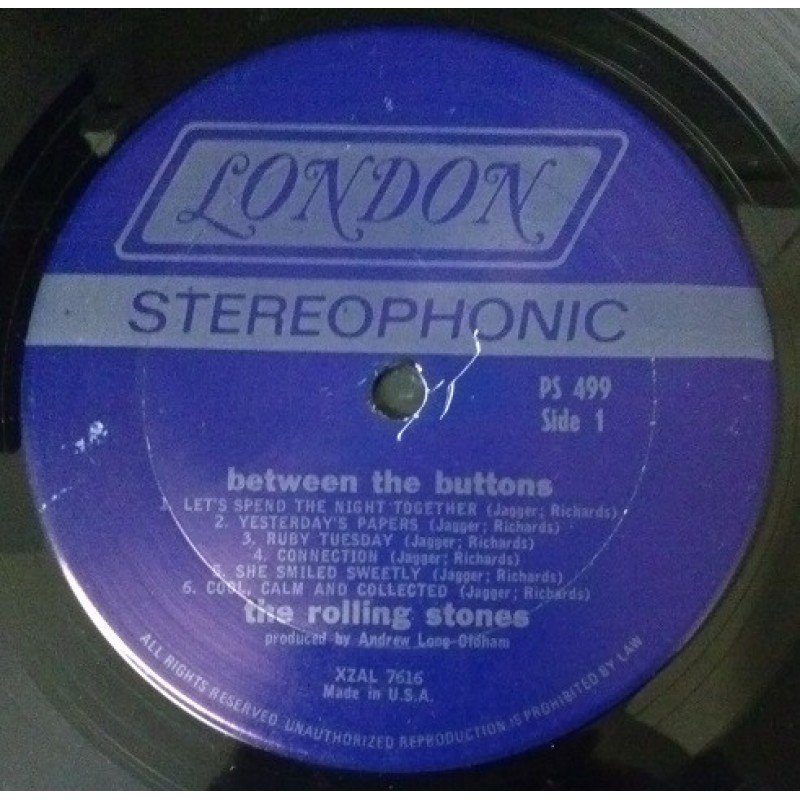 LONDON
STEREOPHONIC
PS 499
Side 1
between the buttons
1. LET'S SPEND THE NIGHT TOGETHER (Jagger; Richards)
2. YESTERDAY'S PAPERS (Jagger; Richards)
3. RUBY TUESDAY (Jagger; Richards)
4. CONNECTION (Jagger; Richards)
5. SHE SMILED SWEETLY (Jagger; Richards)
6. COOL, CALM AND COLLECTED (Jagger; Richards)
the rolling stones
produced by Andrew Loog-Oldham
XZAL 7616
Made in U.S.A.
ALL RIGHTS RESERVED UNAUTHORIZED REPRODUCTION IS PROHIBITED BY LAW